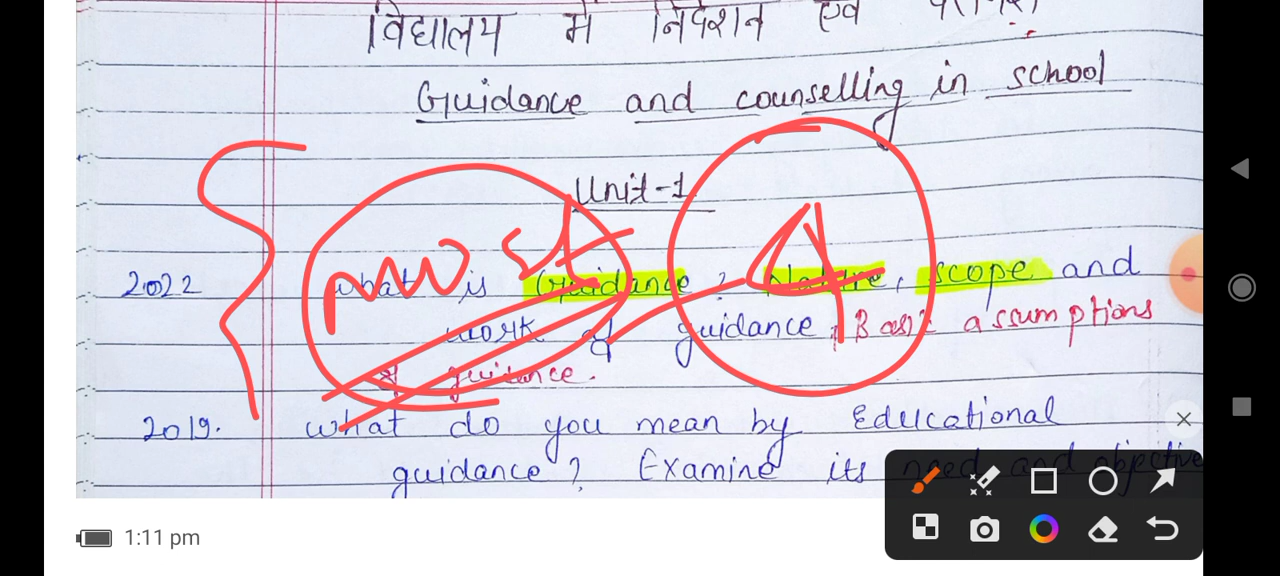 विद्यालय में निर्देशन एवं
Guidance and counselling in school
Unit-1
most
2022 what is Guidance? Nature, scope and
work of guidance, Basic assumptions
of guidance.
2019. what do you mean by Educational
guidance? Examine its need and objective
1:11 pm